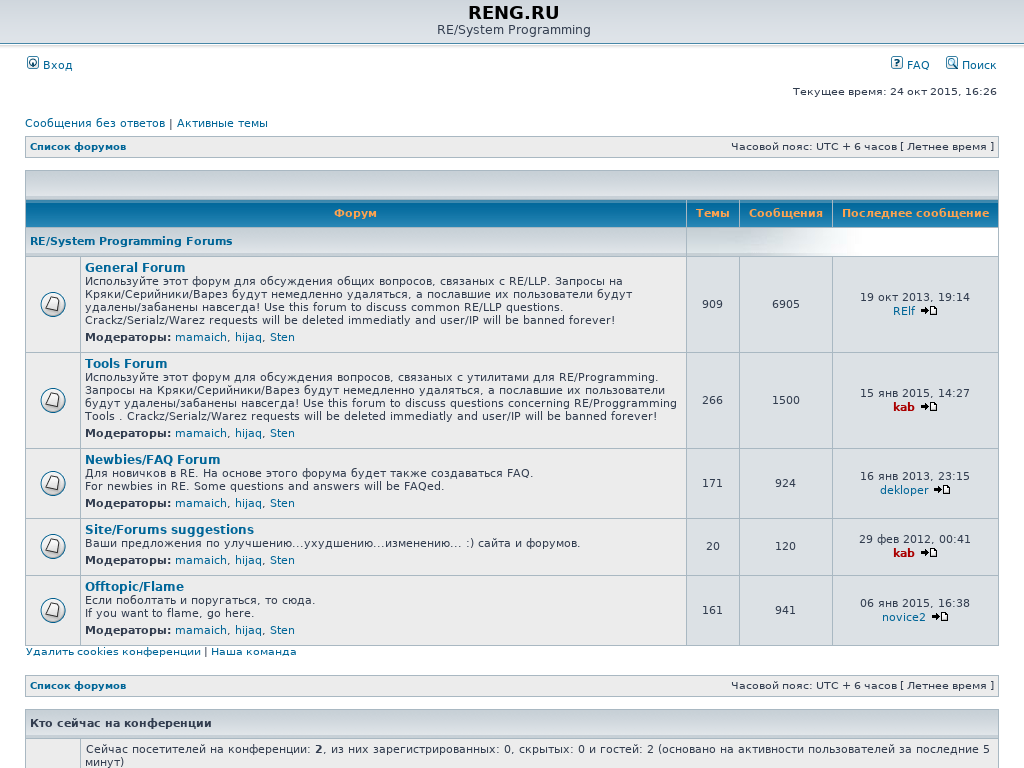 RENG.RU
RE/System Programming
Вход
FAQ Поиск
Текущее время: 24 окт 2015, 16:26
Сообщения без ответов | Активные темы
Список форумов
Часовой пояс: UTC + 6 часов [ Летнее время ]
Форум Темы Сообщения Последнее сообщение
RE/System Programming Forums
General Forum
Используйте этот форум для обсуждения общих вопросов, связаных с RE/LLP. Запросы на
Кряки/Серийники/Варез будут немедленно удаляться, а пославшие их пользователи будут
удалены/забанены навсегда! Use this forum to discuss common RE/LLP questions.
Crackz/Serialz/Warez requests will be deleted immediatly and user/IP will be banned forever!
Модераторы: mamaich, hijaq, Sten
909
6905
19 окт 2013, 19:14
RElf
Tools Forum
Используйте этот форум для обсуждения вопросов, связаных с утилитами для RE/Programming.
Запросы на Кряки/Серийники/Варез будут немедленно удаляться, а пославшие их пользователи
будут удалены/забанены навсегда! Use this forum to discuss questions concerning RE/Proggramming
Tools . Crackz/Serialz/Warez requests will be deleted immediatly and user/IP will be banned forever!
Модераторы: mamaich, hijaq, Sten
266
1500
15 янв 2015, 14:27
kab
Newbies/FAQ Forum
Для новичков в RE. На основе этого форума будет также создаваться FAQ.
For newbies in RE. Some questions and answers will be FAQed.
Модераторы: mamaich, hijaq, Sten
171
924
16 янв 2013, 23:15
dekloper
Site/Forums suggestions
Ваши предложения по улучшению...ухудшению...изменению... :) сайта и форумов.
Модераторы: mamaich, hijaq, Sten
20
120
29 фев 2012, 00:41
kab
Offtopic/Flame
Если поболтать и поругаться, то сюда.
If you want to flame, go here.
Модераторы: mamaich, hijaq, Sten
161
941
06 янв 2015, 16:38
novice2
Удалить cookies конференции | Наша команда
Список форумов
Часовой пояс: UTC + 6 часов [ Летнее время ]
Кто сейчас на конференции
Сейчас посетителей на конференции: 2, из них зарегистрированных: 0, скрытых: 0 и гостей: 2 (основано на активности пользователей за последние 5
минут)